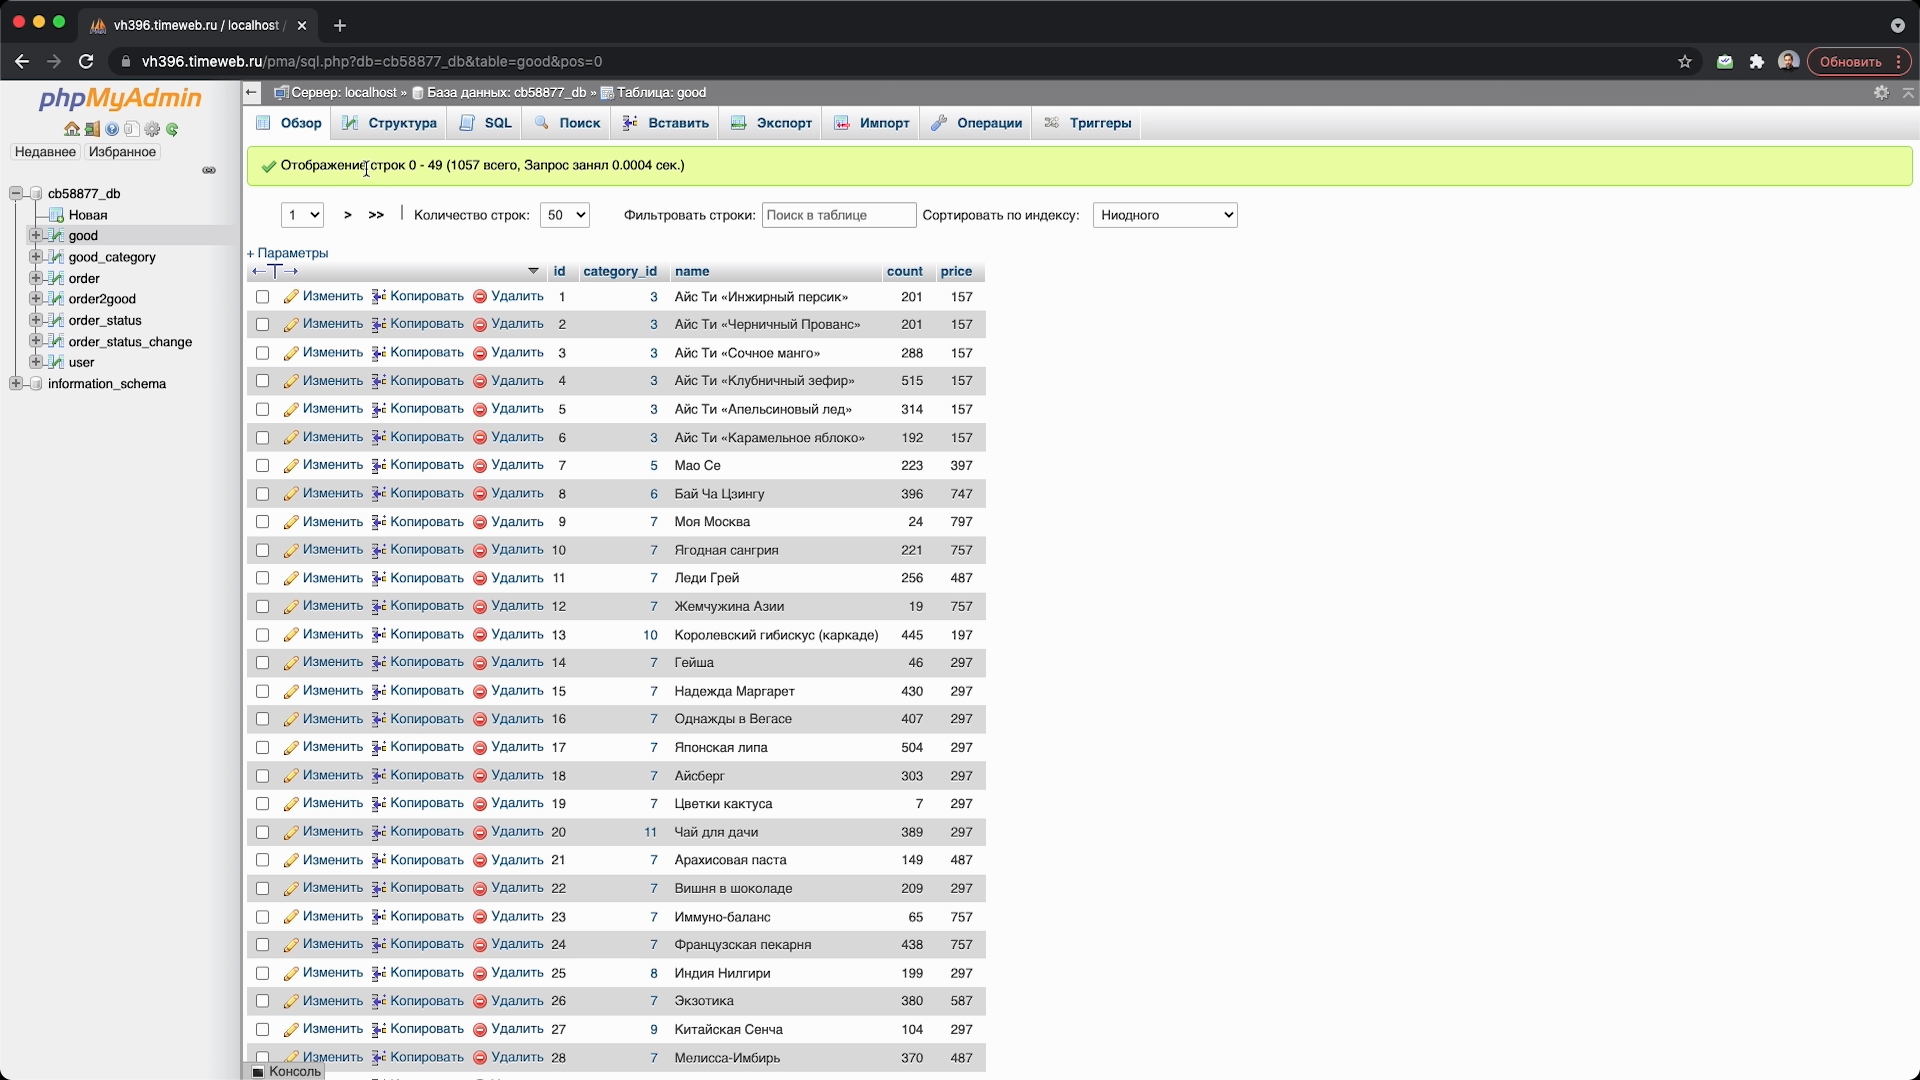 vh396.timeweb.ru / localhost /
vh396.timeweb.ru/pma/sql.php?db=cb58877_db&table=good&pos=0
Обновить
phpMyAdmin
Недавнее Избранное
cb58877_db
Новая
good
good_category
order
order2good
order_status
order_status_change
user
information_schema
Сервер: localhost » База данных: cb58877_db » Таблица: good
Обзор Структура SQL Поиск Вставить Экспорт Импорт Операции Триггеры
Отображение строк 0 - 49 (1057 всего, Запрос занял 0.0004 сек.)
1 > >> | Количество строк: 50 Фильтровать строки: Поиск в таблице Сортировать по индексу: Ниодного
+ Параметры
←T→ id category_id name count price
Изменить Копировать Удалить 1 3 Айс Ти «Инжирный персик» 201 157
Изменить Копировать Удалить 2 3 Айс Ти «Черничный Прованс» 201 157
Изменить Копировать Удалить 3 3 Айс Ти «Сочное манго» 288 157
Изменить Копировать Удалить 4 3 Айс Ти «Клубничный зефир» 515 157
Изменить Копировать Удалить 5 3 Айс Ти «Апельсиновый лед» 314 157
Изменить Копировать Удалить 6 3 Айс Ти «Карамельное яблоко» 192 157
Изменить Копировать Удалить 7 5 Мао Се 223 397
Изменить Копировать Удалить 8 6 Бай Ча Цзингу 396 747
Изменить Копировать Удалить 9 7 Моя Москва 24 797
Изменить Копировать Удалить 10 7 Ягодная сангрия 221 757
Изменить Копировать Удалить 11 7 Леди Грей 256 487
Изменить Копировать Удалить 12 7 Жемчужина Азии 19 757
Изменить Копировать Удалить 13 10 Королевский гибискус (каркаде) 445 197
Изменить Копировать Удалить 14 7 Гейша 46 297
Изменить Копировать Удалить 15 7 Надежда Маргарет 430 297
Изменить Копировать Удалить 16 7 Однажды в Вегасе 407 297
Изменить Копировать Удалить 17 7 Японская липа 504 297
Изменить Копировать Удалить 18 7 Айсберг 303 297
Изменить Копировать Удалить 19 7 Цветки кактуса 7 297
Изменить Копировать Удалить 20 11 Чай для дачи 389 297
Изменить Копировать Удалить 21 7 Арахисовая паста 149 487
Изменить Копировать Удалить 22 7 Вишня в шоколаде 209 297
Изменить Копировать Удалить 23 7 Иммуно-баланс 65 757
Изменить Копировать Удалить 24 7 Французская пекарня 438 757
Изменить Копировать Удалить 25 8 Индия Нилгири 199 297
Изменить Копировать Удалить 26 7 Экзотика 380 587
Изменить Копировать Удалить 27 9 Китайская Сенча 104 297
Изменить Копировать Удалить 28 7 Мелисса-Имбирь 370 487
Консоль